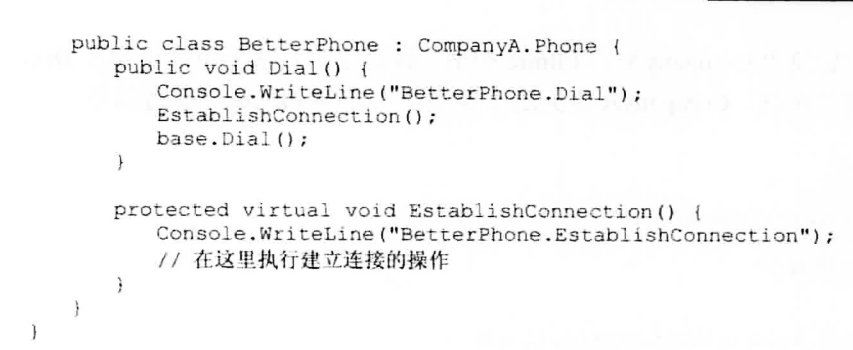 public class BetterPhone : CompanyA.Phone {
public void Dial() {
Console.WriteLine("BetterPhone.Dial");
EstablishConnection();
base.Dial();
}
protected virtual void EstablishConnection() {
Console.WriteLine("BetterPhone.EstablishConnection");
// 在这里执行建立连接的操作
}
}
}